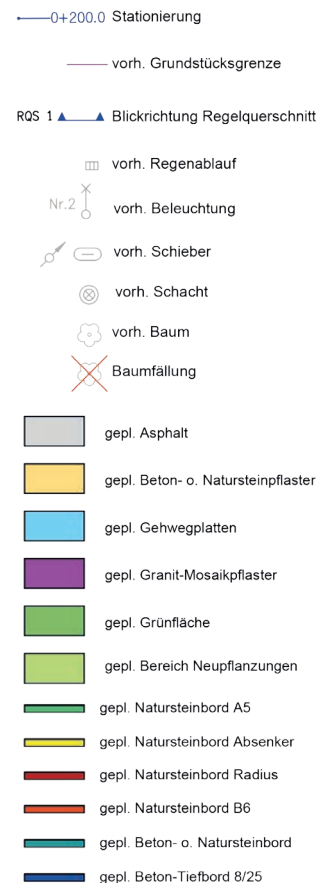 0+200.0 Stationierung
vorh. Grundstücksgrenze
RQS 1 Blickrichtung Regelquerschnitt
vorh. Regenablauf
Nr.2 vorh. Beleuchtung
vorh. Schieber
vorh. Schacht
vorh. Baum
Baumfällung
gepl. Asphalt
gepl. Beton- o. Natursteinpflaster
gepl. Gehwegplatten
gepl. Granit-Mosaikpflaster
gepl. Grünfläche
gepl. Bereich Neupflanzungen
gepl. Natursteinbord A5
gepl. Natursteinbord Absenker
gepl. Natursteinbord Radius
gepl. Natursteinbord B6
gepl. Beton- o. Natursteinbord
gepl. Beton-Tiefbord 8/25